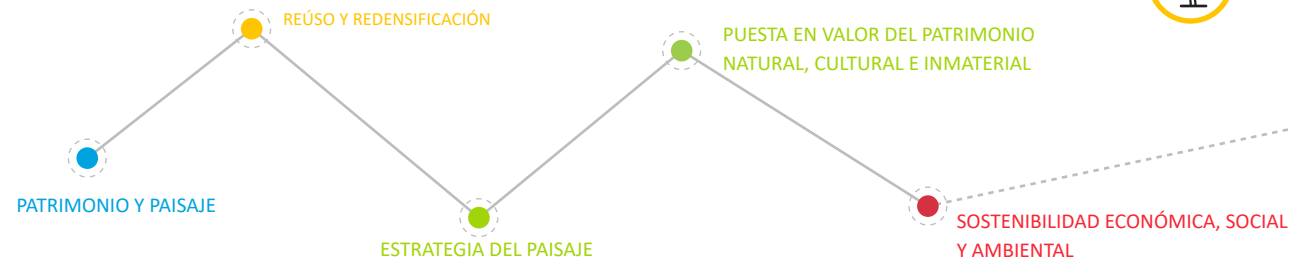 REÚSO Y REDENSIFICACIÓN
PUESTA EN VALOR DEL PATRIMONIO
NATURAL, CULTURAL E INMATERIAL
PATRIMONIO Y PAISAJE
ESTRATEGIA DEL PAISAJE
SOSTENIBILIDAD ECONÓMICA, SOCIAL
Y AMBIENTAL